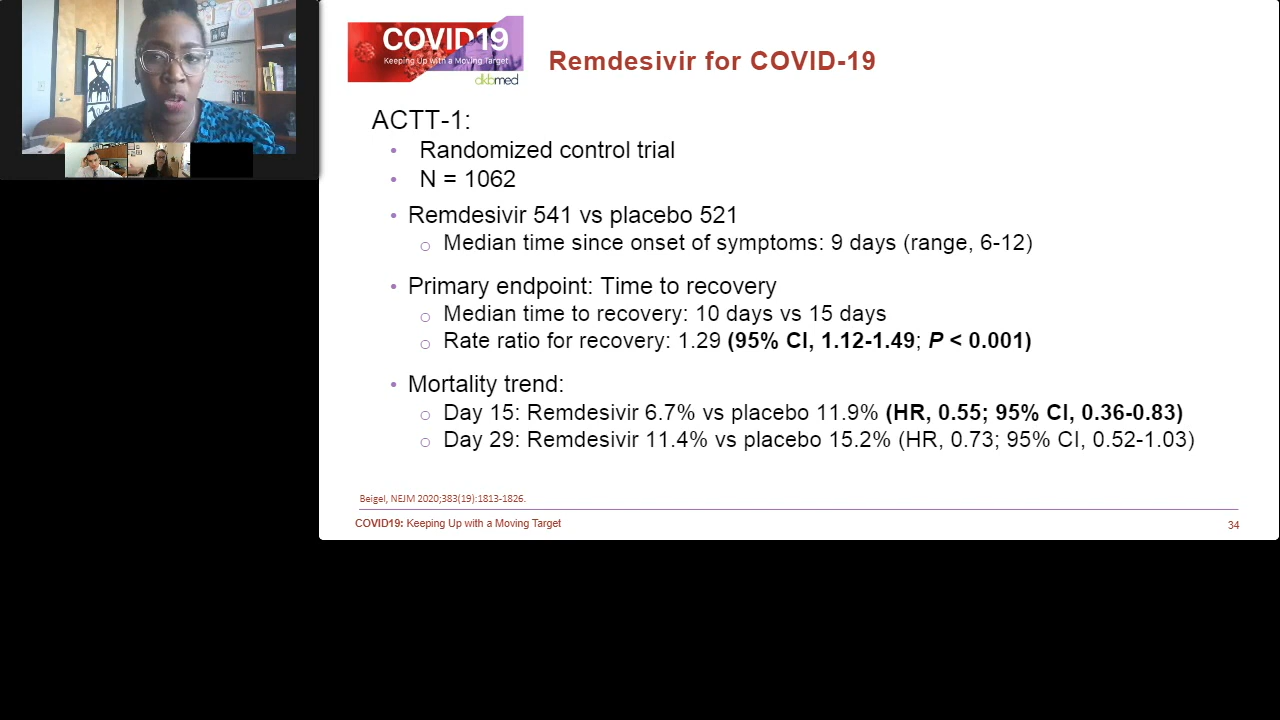 COVID19
Keeping Up with a Moving Target
dkbmed
Remdesivir for COVID-19
ACTT-1:
• Randomized control trial
• N = 1062
• Remdesivir 541 vs placebo 521
o Median time since onset of symptoms: 9 days (range, 6-12)
• Primary endpoint: Time to recovery
o Median time to recovery: 10 days vs 15 days
o Rate ratio for recovery: 1.29 (95% CI, 1.12-1.49; P < 0.001)
• Mortality trend:
o Day 15: Remdesivir 6.7% vs placebo 11.9% (HR, 0.55; 95% CI, 0.36-0.83)
o Day 29: Remdesivir 11.4% vs placebo 15.2% (HR, 0.73; 95% CI, 0.52-1.03)
Beigel, NEJM 2020;383(19):1813-1826.
COVID19: Keeping Up with a Moving Target
34